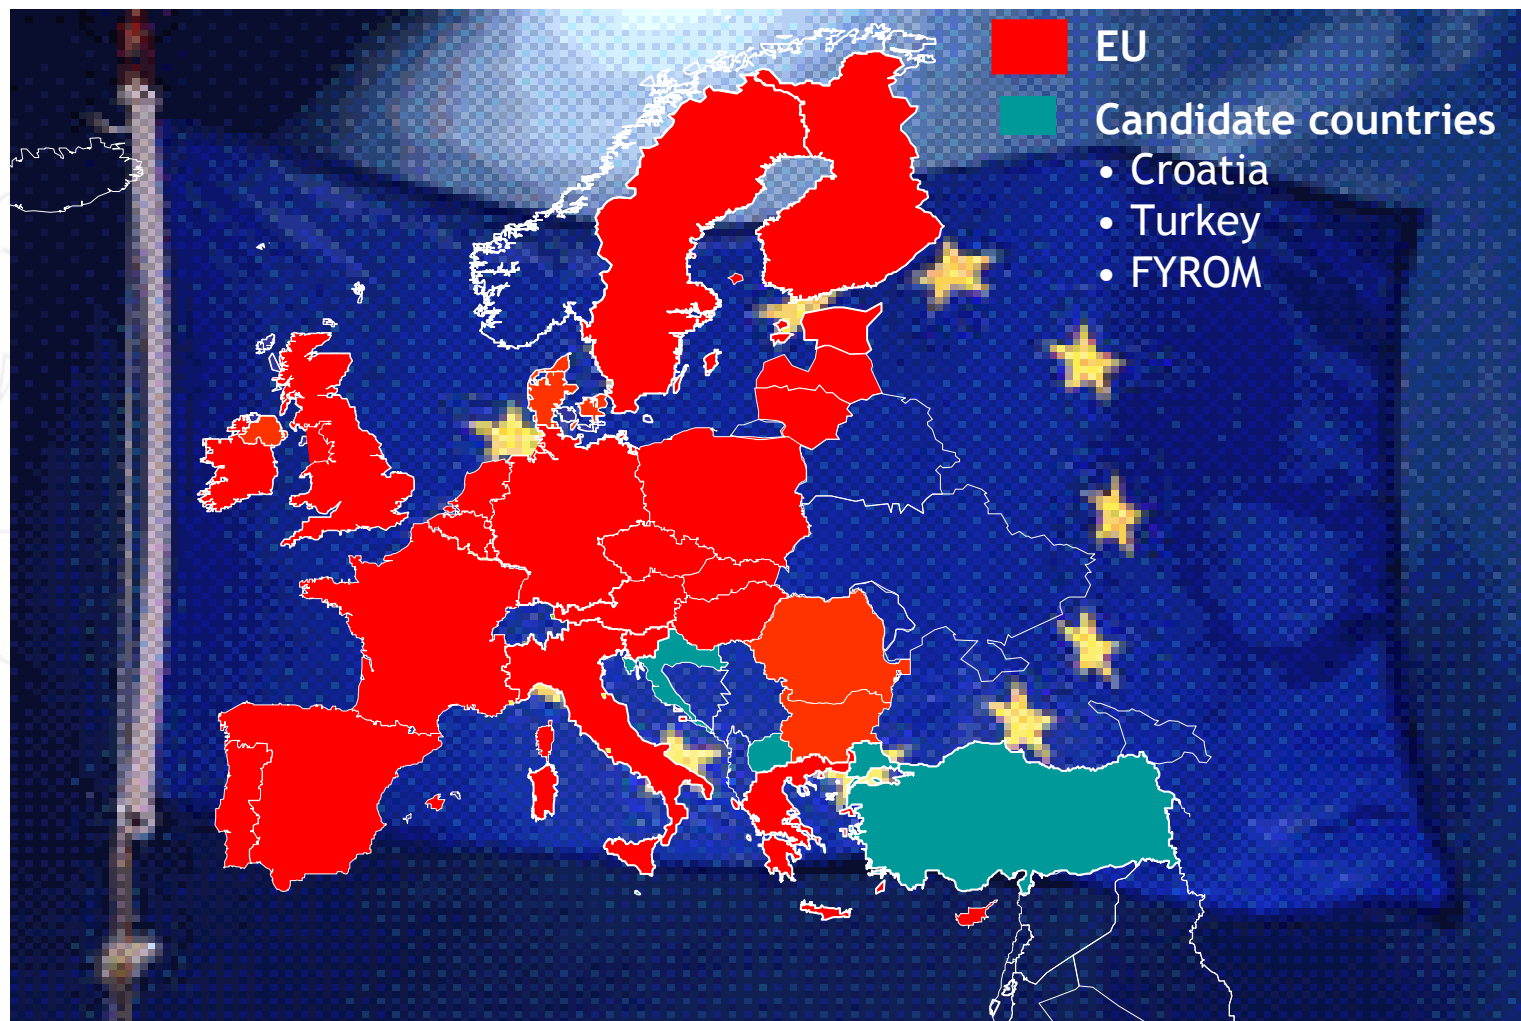 EU
Candidate countries
• Croatia
• Turkey
• FYROM